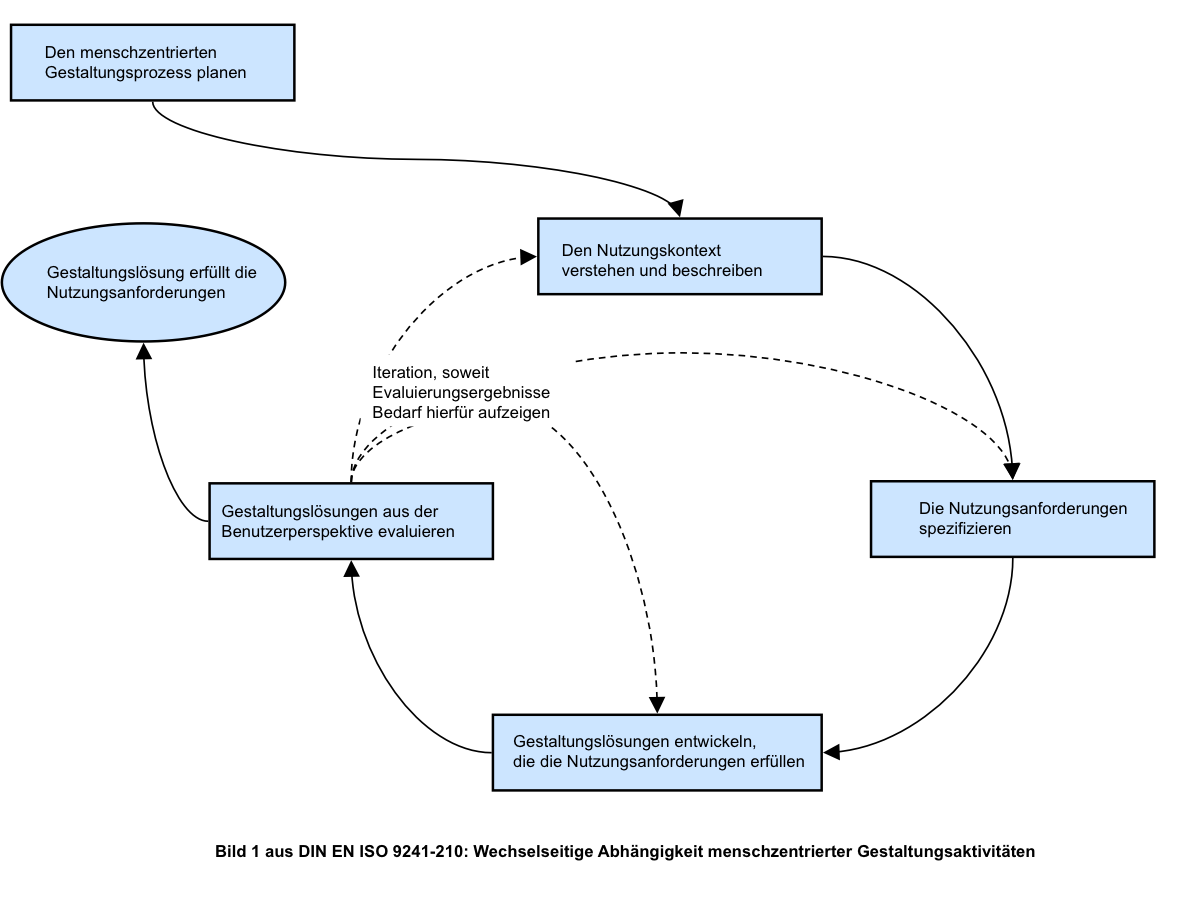 Den menschzentrierten
Gestaltungsprozess planen
Den Nutzungskontext
verstehen und beschreiben
Gestaltungslösung erfüllt die
Nutzungsanforderungen
Iteration, soweit
Evaluierungsergebnisse
Bedarf hierfür aufzeigen
Gestaltungslösungen aus der
Benutzerperspektive evaluieren
Die Nutzungsanforderungen
spezifizieren
Gestaltungslösungen entwickeln,
die die Nutzungsanforderungen erfüllen
Bild 1 aus DIN EN ISO 9241-210: Wechselseitige Abhängigkeit menschzentrierter Gestaltungsaktivitäten